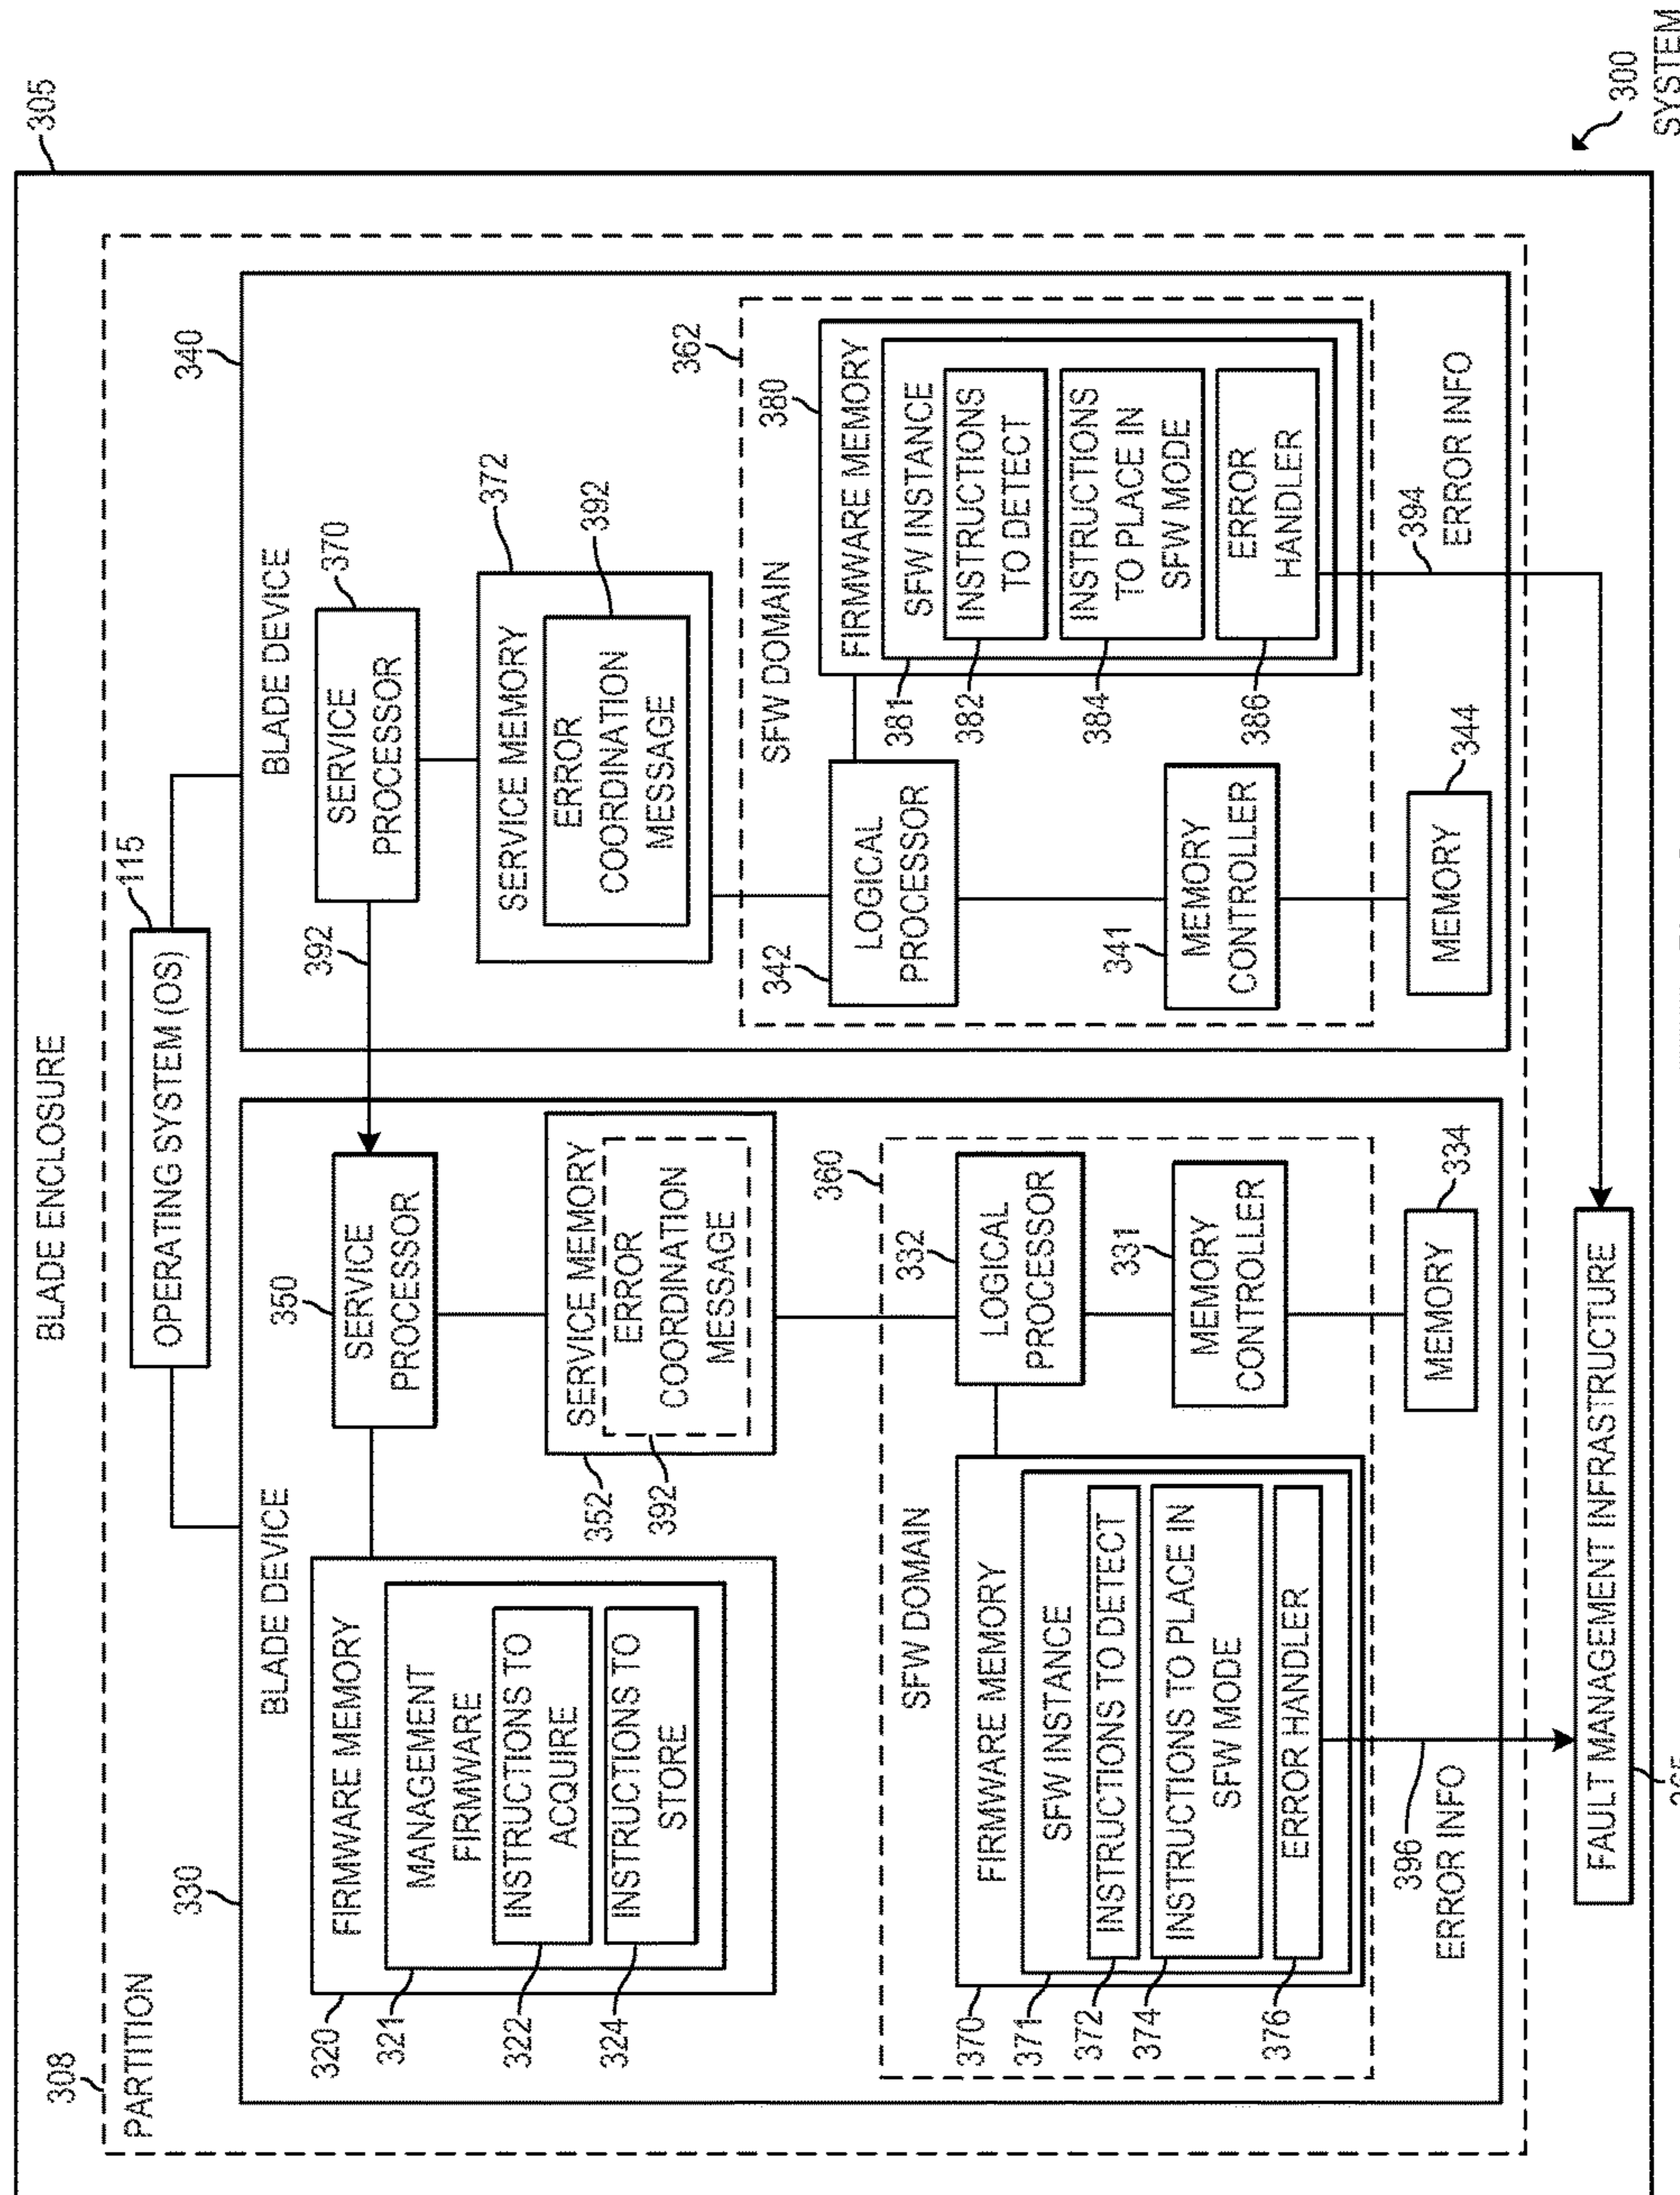 BLADE ENCLOSURE
305
308
PARTITION
OPERATING SYSTEM (OS)
115
330
BLADE DEVICE
320
FIRMWARE MEMORY
321
MANAGEMENT
FIRMWARE
322
INSTRUCTIONS TO
ACQUIRE
324
INSTRUCTIONS TO
STORE
350
SERVICE
PROCESSOR
352
SERVICE MEMORY
392
ERROR
COORDINATION
MESSAGE
360
SFW DOMAIN
370
FIRMWARE MEMORY
371
SFW INSTANCE
372
INSTRUCTIONS TO DETECT
374
INSTRUCTIONS TO PLACE IN
SFW MODE
376
ERROR HANDLER
332
LOGICAL
PROCESSOR
331
MEMORY
CONTROLLER
334
MEMORY
396
ERROR INFO
392
340
BLADE DEVICE
370
SERVICE
PROCESSOR
372
SERVICE MEMORY
392
ERROR
COORDINATION
MESSAGE
362
SFW DOMAIN
342
LOGICAL
PROCESSOR
341
MEMORY
CONTROLLER
344
MEMORY
380
FIRMWARE MEMORY
381
SFW INSTANCE
382
INSTRUCTIONS
TO DETECT
384
INSTRUCTIONS
TO PLACE IN
SFW MODE
386
ERROR
HANDLER
394
ERROR INFO
FAULT MANAGEMENT INFRASTRUCTURE
300
SYSTEM